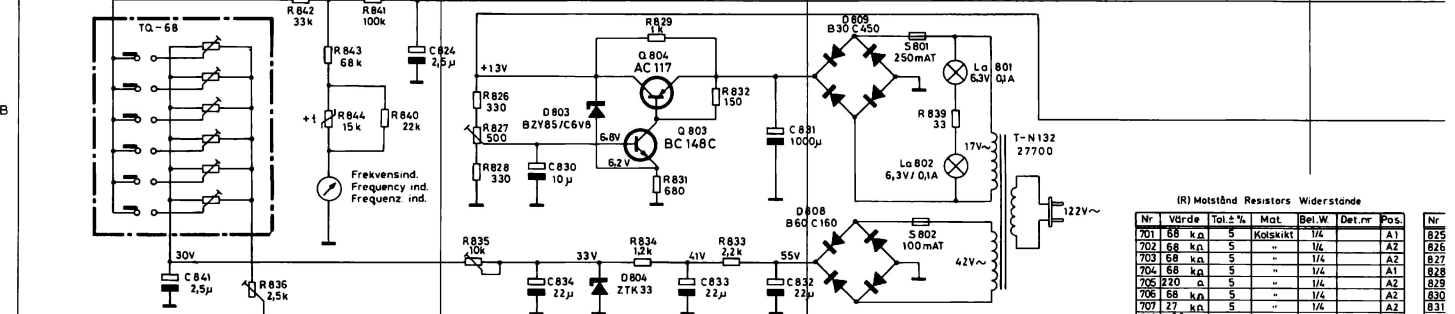 B
TQ-68
R842
33k
R841
100k
R843
68k
C824
2,5µ
+t
R844
15k
R840
22k
Frekvensind.
Frequency ind.
Frequenz. ind.
30V
C841
2,5µ
R836
2,5k
+13V
R826
330
R827
500
R828
330
D803
BZY85/C6V8
6,8V
6,2V
C830
10µ
R829
1k
Q804
AC117
Q803
BC 148C
R832
150
R831
680
C831
1000µ
D809
B30C450
S801
250mAT
La 801
6,3V 0,1A
R839
33
La802
6,3V/0,1A
17V~
T-N132
27700
122V~
R835
10k
C834
22µ
33V
D804
ZTK33
R834
1,2k
41V
C833
22µ
R833
2,2k
55V
C832
22µ
D808
B60C160
S802
100mAT
42V~
(R) Motstånd Resistors Widerstände
Nr Värde Tol.± % Mat. Bel.W. Det.nr Pos.
701 68 kΩ 5 Kolskikt 1/4 A1
702 68 kΩ 5 " 1/4 A2
703 68 kΩ 5 " 1/4 A2
704 68 kΩ 5 " 1/4 A1
705 220 Ω 5 " 1/4 A2
706 68 kΩ 5 " 1/4 A2
707 27 kΩ 5 " 1/4 A2
Nr
825
826
827
828
829
830
831